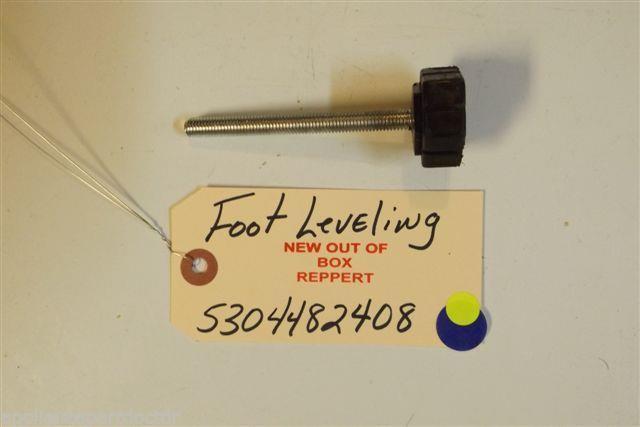 Foot Leveling
NEW OUT OF
BOX
REPPERT
5304482408